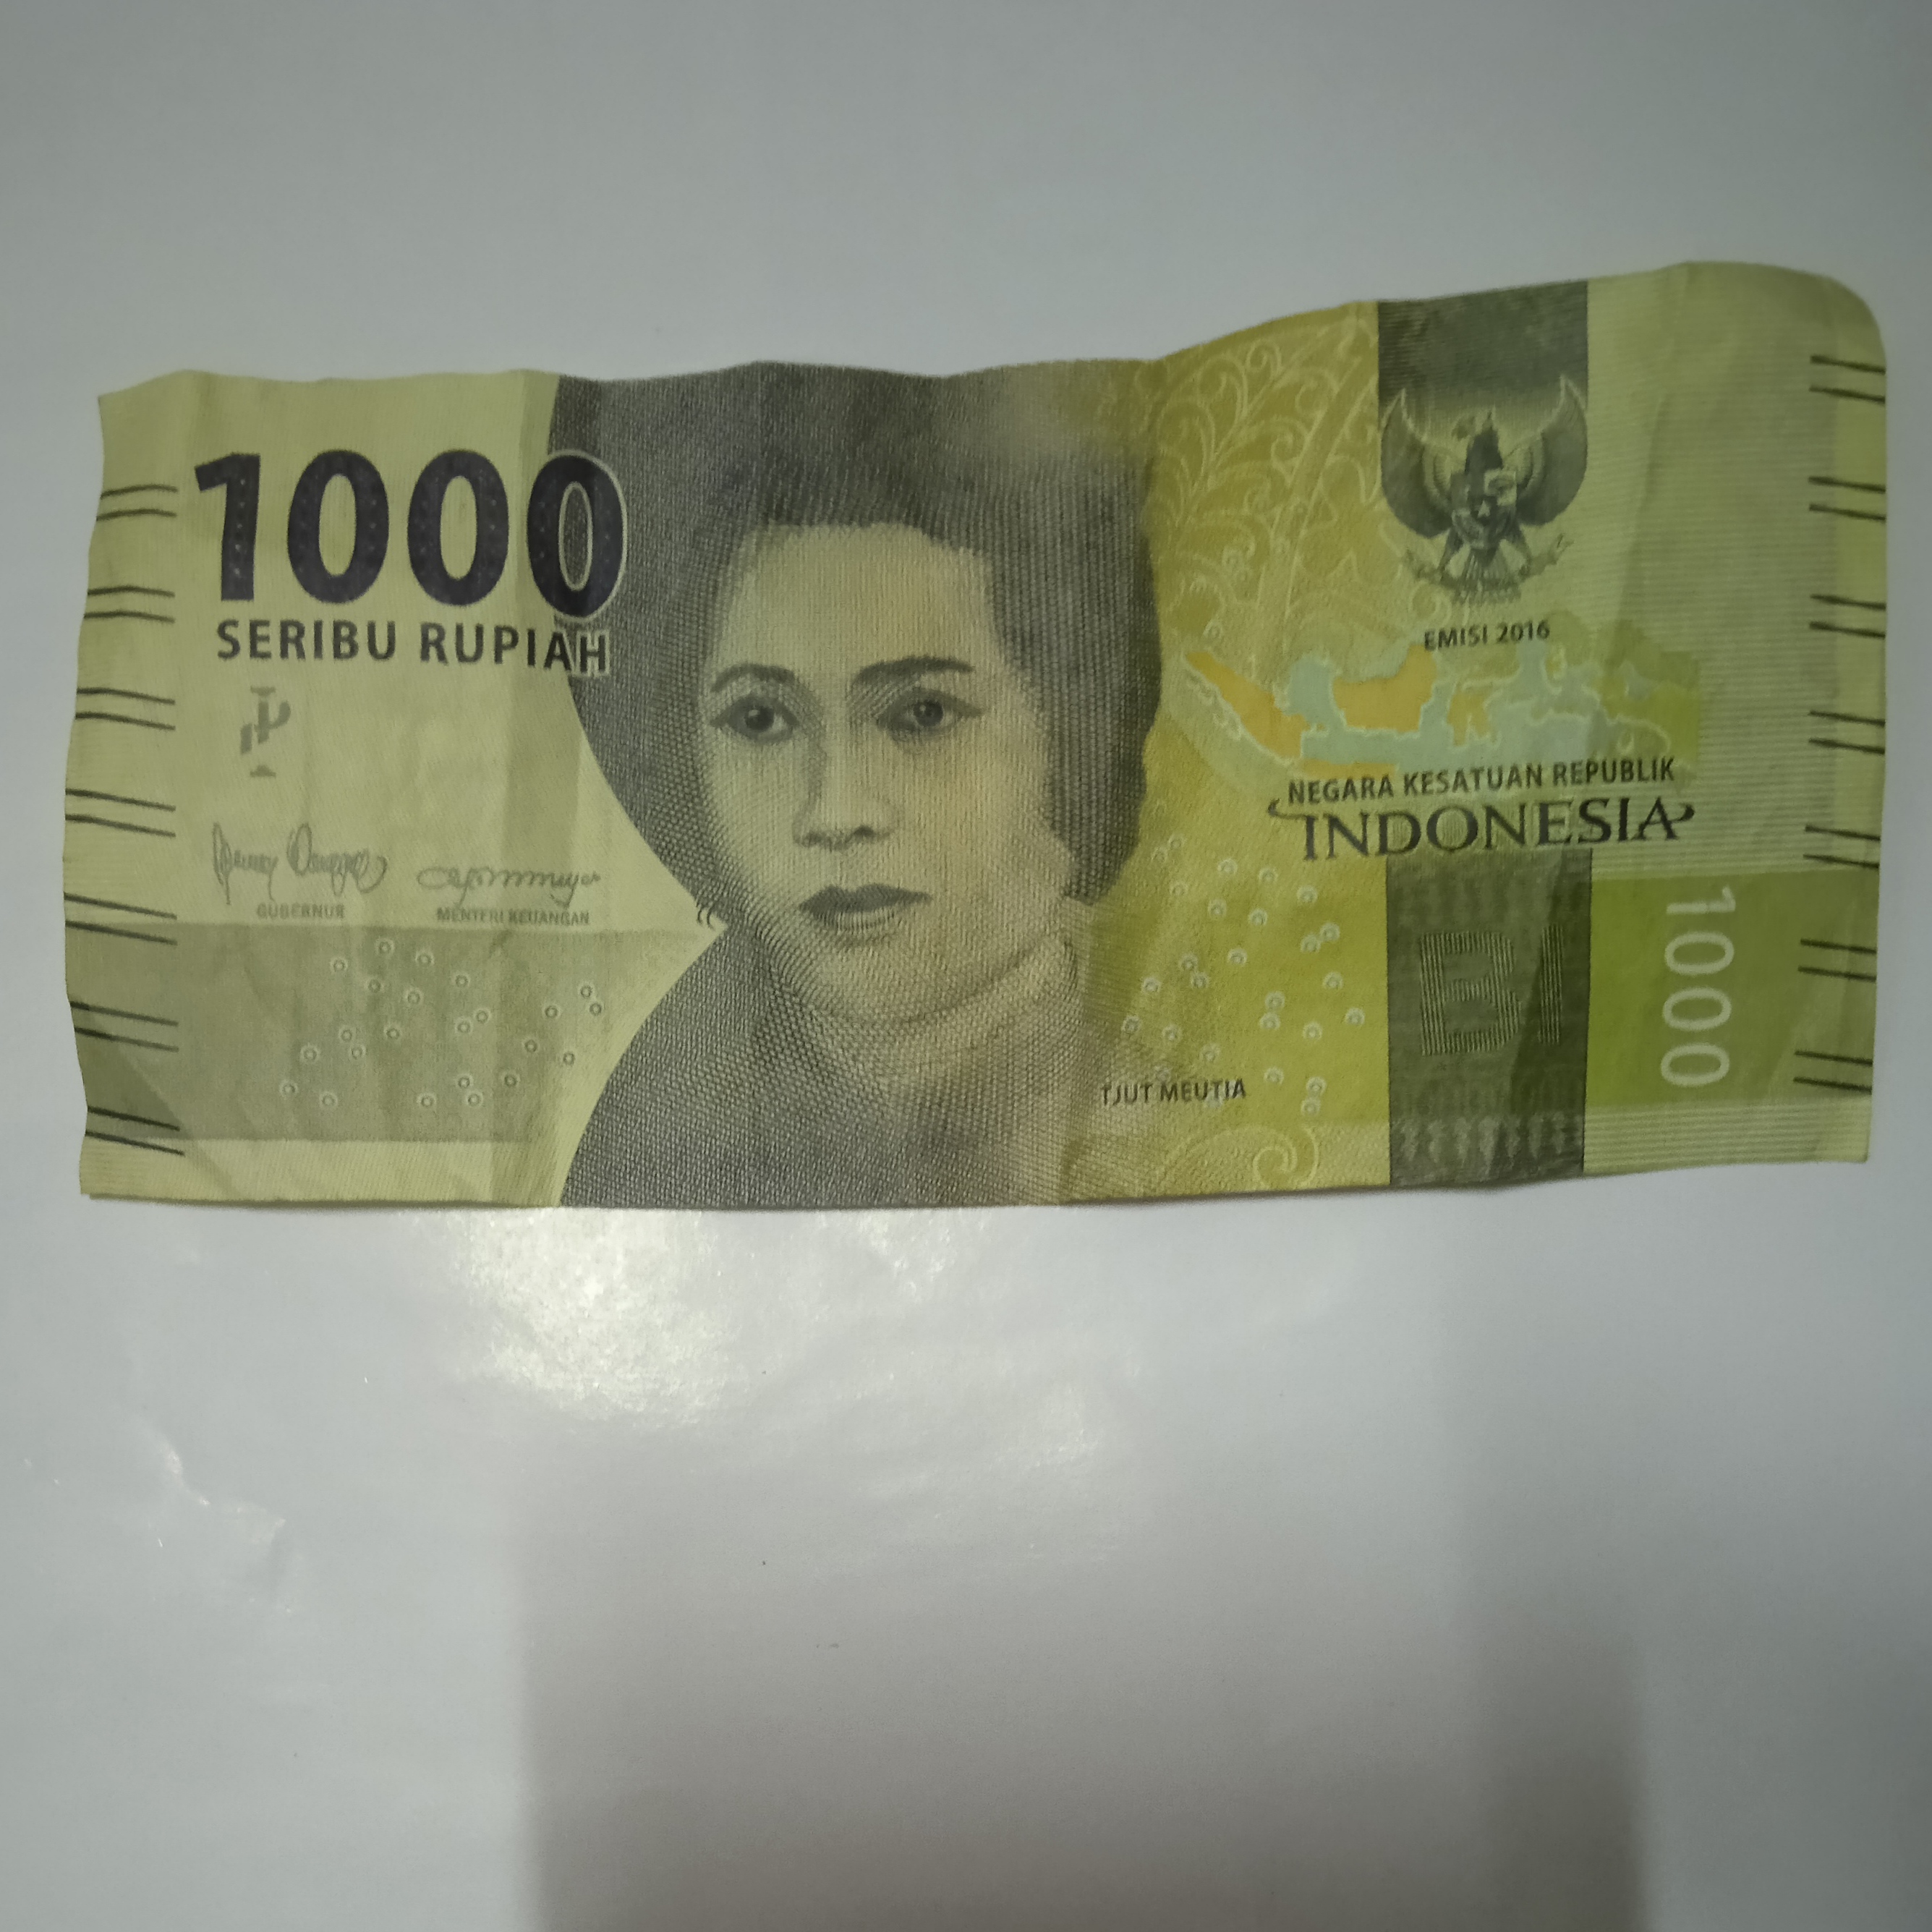 1000
SERIBU RUPIAH
GUBERNUR
MENTERI KEUANGAN
EMISI 2016
NEGARA KESATUAN REPUBLIK
INDONESIA
TJUT MEUTIA
BI
1000